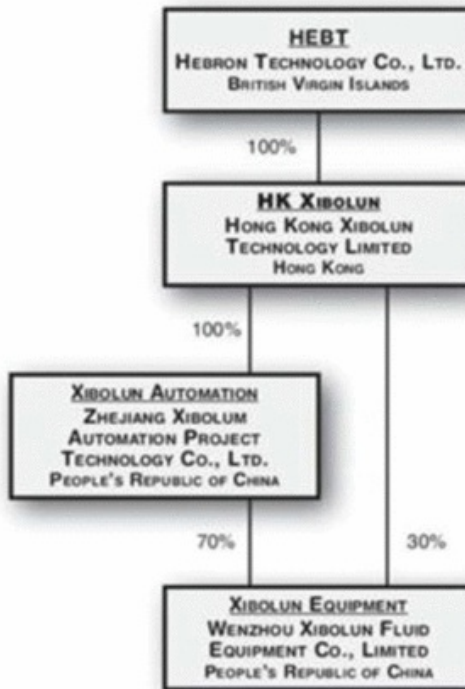 HEBT
HEBRON TECHNOLOGY CO., LTD.
BRITISH VIRGIN ISLANDS
100%
HK XIBOLUN
HONG KONG XIBOLUN
TECHNOLOGY LIMITED
HONG KONG
100%
XIBOLUN AUTOMATION
ZHEJIANG XIBOLUM
AUTOMATION PROJECT
TECHNOLOGY CO., LTD.
PEOPLE'S REPUBLIC OF CHINA
70%
30%
XIBOLUN EQUIPMENT
WENZHOU XIBOLUN FLUID
EQUIPMENT CO., LIMITED
PEOPLE'S REPUBLIC OF CHINA